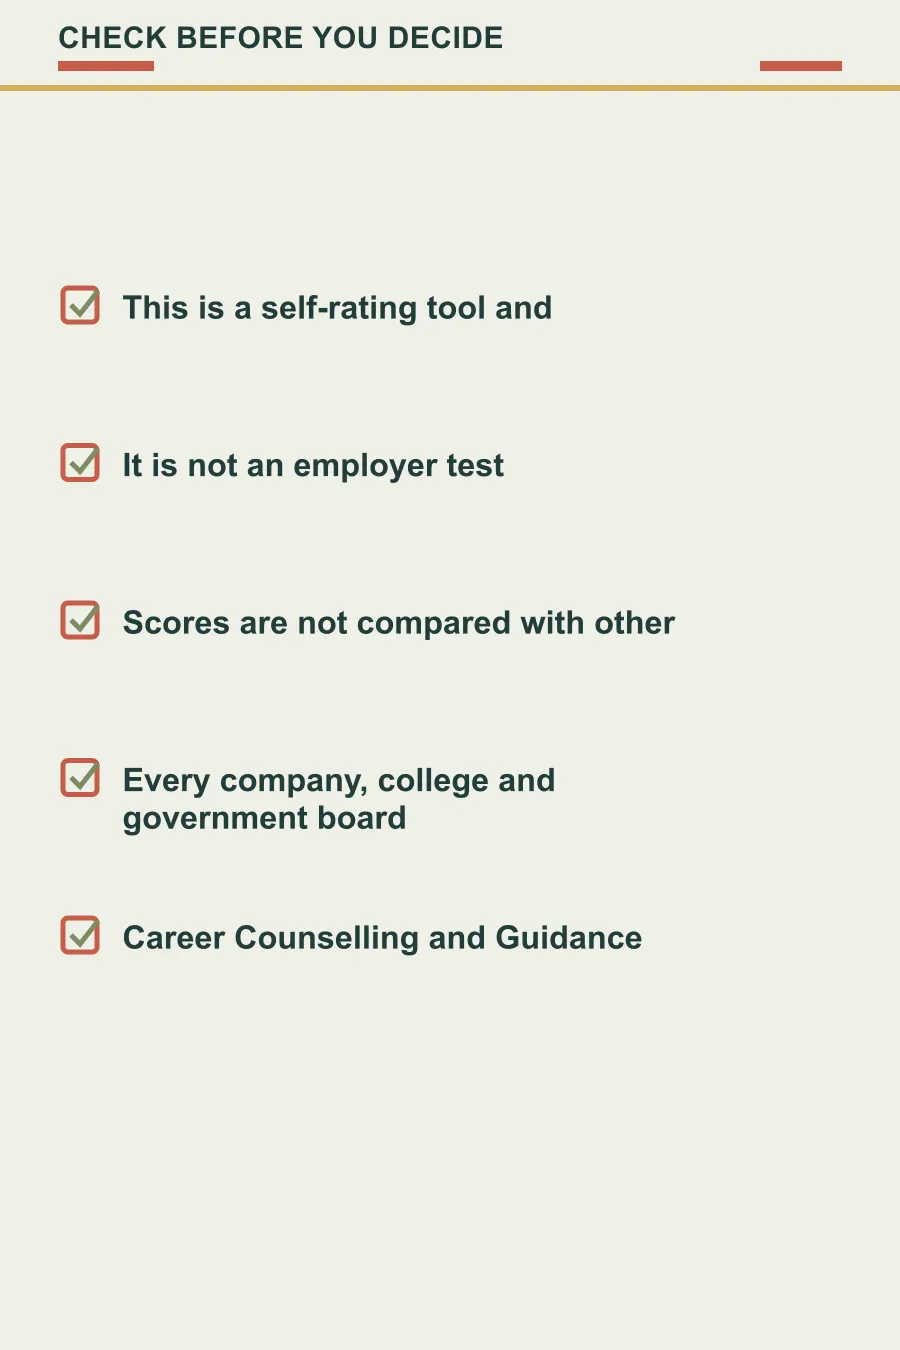 CHECK BEFORE YOU DECIDE
This is a self-rating tool and
It is not an employer test
Scores are not compared with other
Every company, college and
government board
Career Counselling and Guidance